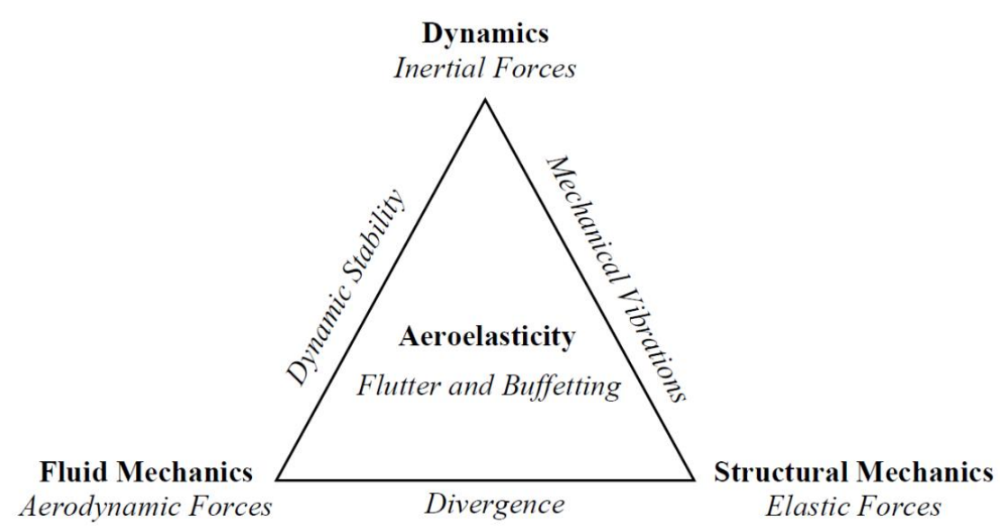 Dynamics
Inertial Forces
Dynamic Stability
Mechanical Vibrations
Aeroelasticity
Flutter and Buffetting
Fluid Mechanics
Aerodynamic Forces
Divergence
Structural Mechanics
Elastic Forces